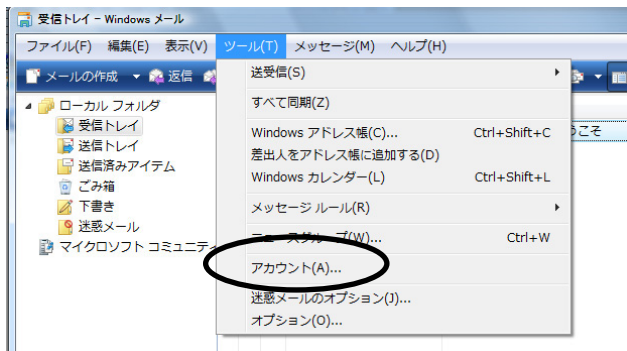 受信トレイ - Windows メール
ファイル(F) 編集(E) 表示(V) ツール(T) メッセージ(M) ヘルプ(H)
メールの作成 返信
ローカル フォルダ
受信トレイ
送信トレイ
送信済みアイテム
ごみ箱
下書き
迷惑メール
マイクロソフト コミュニティ
送受信(S)
すべて同期(Z)
Windows アドレス帳(C)... Ctrl+Shift+C
差出人をアドレス帳に追加する(D)
Windows カレンダー(L) Ctrl+Shift+L
メッセージ ルール(R)
ニュースグループ(W)... Ctrl+W
アカウント(A)...
迷惑メールのオプション(J)...
オプション(O)...
うこそ